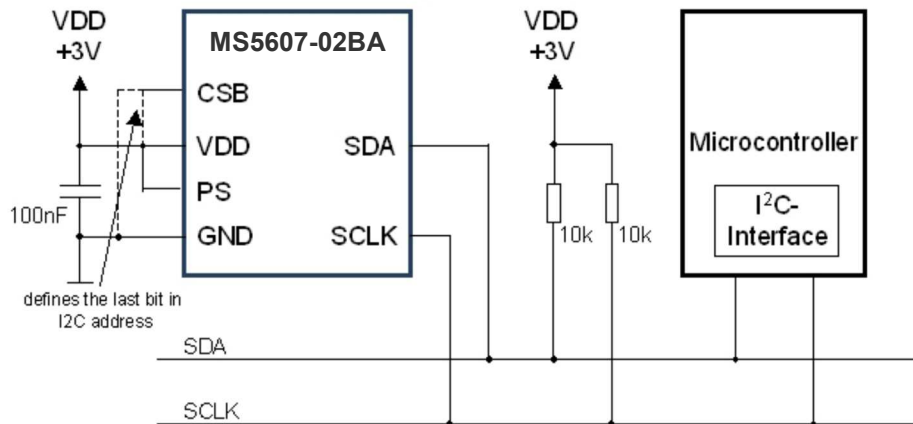 VDD
+3V
MS5607-02BA
CSB
VDD
PS
GND
SDA
SCLK
100nF
defines the last bit in
I2C address
VDD
+3V
10k
10k
Microcontroller
I²C-
Interface
SDA
SCLK